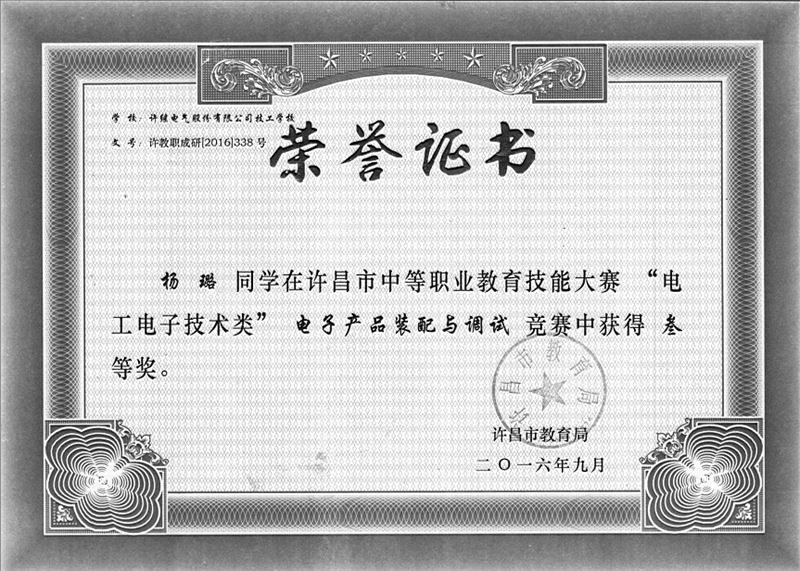 学校：许继电气股份有限公司技工学校
文号：许教职成研[2016]338号
荣誉证书
杨璐 同学在许昌市中等职业教育技能大赛“电
工电子技术类” 电子产品装配与调试 竞赛中获得 叁
等奖。
许昌市教育局
许昌市教育局
二〇一六年九月